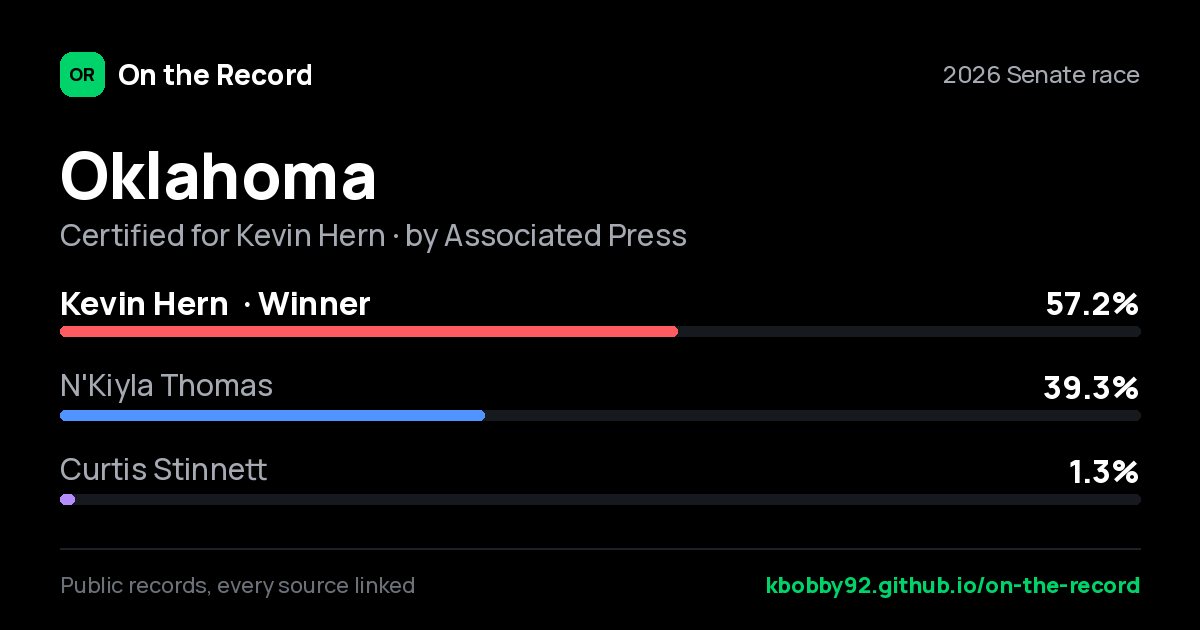 OR On the Record
2026 Senate race
Oklahoma
Certified for Kevin Hern · by Associated Press
Kevin Hern · Winner
57.2%
N'Kiyla Thomas
39.3%
Curtis Stinnett
1.3%
Public records, every source linked
kbobby92.github.io/on-the-record